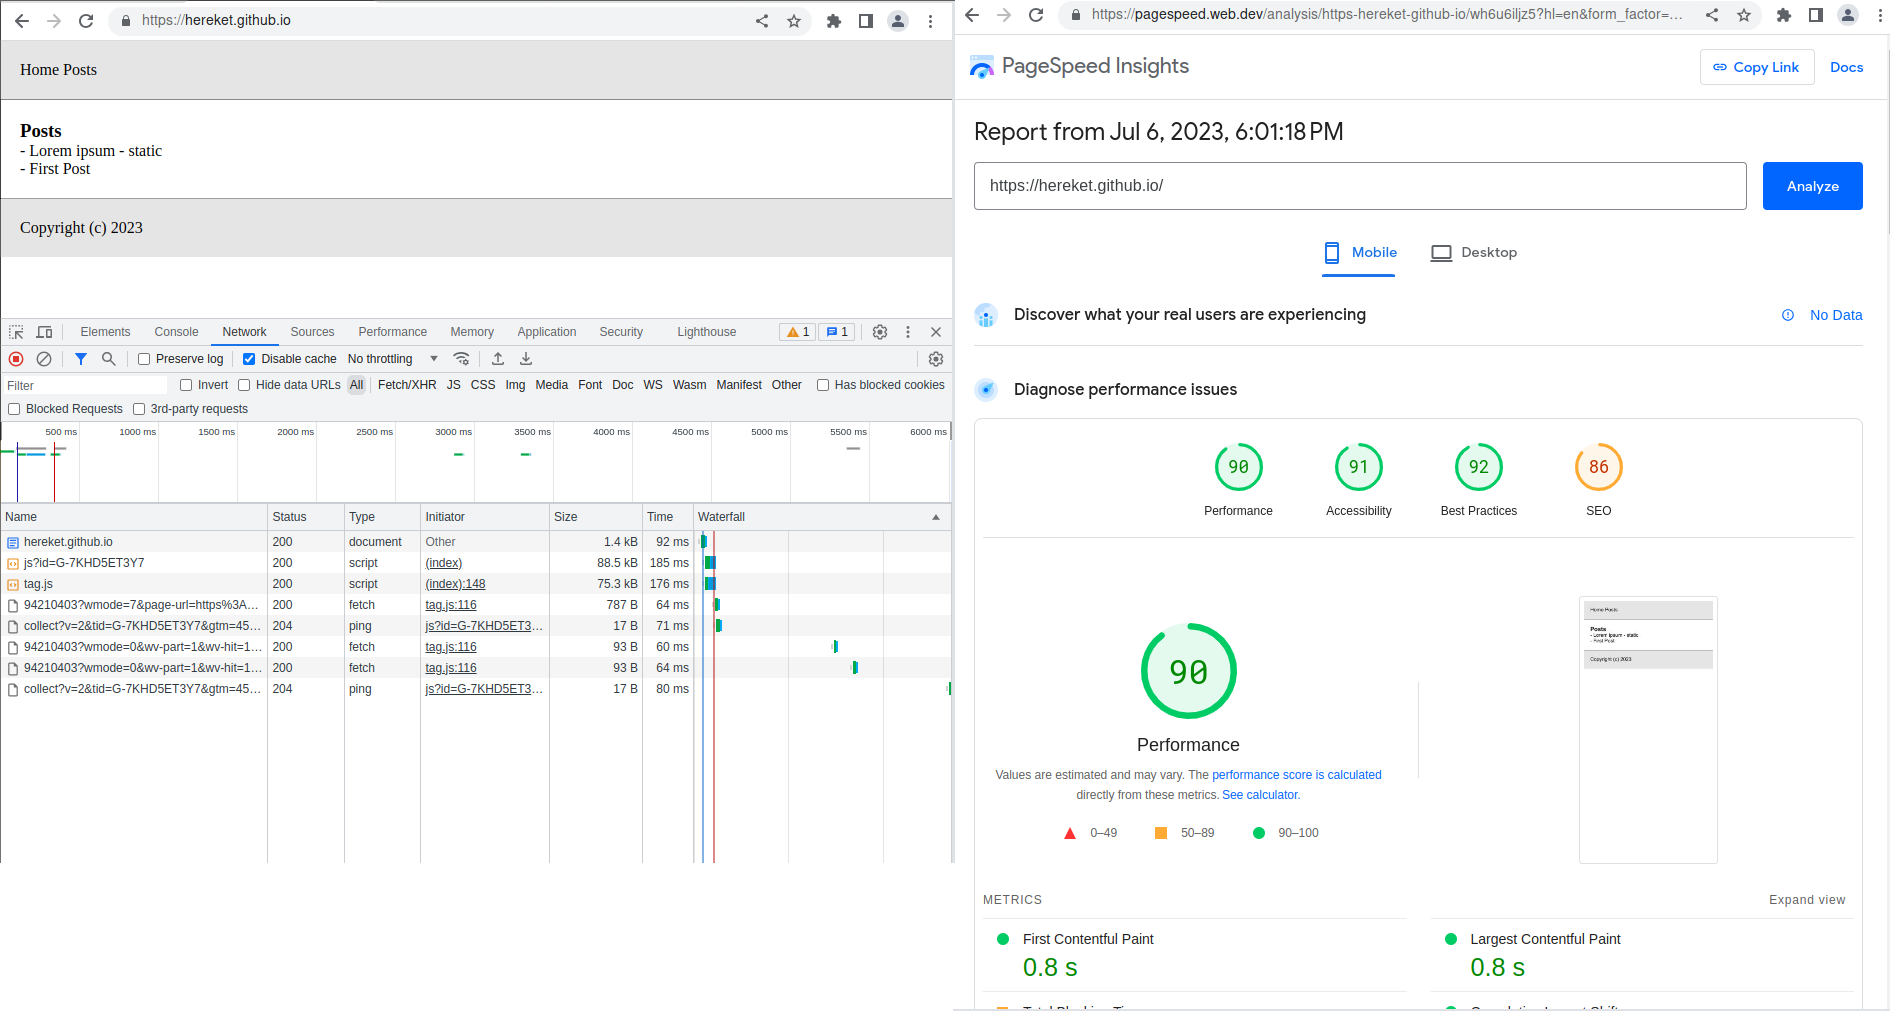 https://hereket.github.io
Home Posts
Posts
- Lorem ipsum - static
- First Post
Copyright (c) 2023
Elements Console Network Sources Performance Memory Application Security Lighthouse 1 1
Preserve log Disable cache No throttling
Filter Invert Hide data URLs All Fetch/XHR JS CSS Img Media Font Doc WS Wasm Manifest Other Has blocked cookies
Blocked Requests 3rd-party requests
500 ms 1000 ms 1500 ms 2000 ms 2500 ms 3000 ms 3500 ms 4000 ms 4500 ms 5000 ms 5500 ms 6000 ms
Name Status Type Initiator Size Time Waterfall
hereket.github.io 200 document Other 1.4 kB 92 ms
js?id=G-7KHD5ET3Y7 200 script (index) 88.5 kB 185 ms
tag.js 200 script (index):148 75.3 kB 176 ms
94210403?wmode=7&page-url=https%3A... 200 fetch tag.js:116 787 B 64 ms
collect?v=2&tid=G-7KHD5ET3Y7&gtm=45... 204 ping js?id=G-7KHD5ET3... 17 B 71 ms
94210403?wmode=0&wv-part=1&wv-hit=1... 200 fetch tag.js:116 93 B 60 ms
94210403?wmode=0&wv-part=1&wv-hit=1... 200 fetch tag.js:116 93 B 64 ms
collect?v=2&tid=G-7KHD5ET3Y7&gtm=45... 204 ping js?id=G-7KHD5ET3... 17 B 80 ms
https://pagespeed.web.dev/analysis/https-hereket-github-io/wh6u6iljz5?hl=en&form_factor=...
PageSpeed Insights Copy Link Docs
Report from Jul 6, 2023, 6:01:18 PM
https://hereket.github.io/ Analyze
Mobile Desktop
Discover what your real users are experiencing No Data
Diagnose performance issues
90 91 92 86
Performance Accessibility Best Practices SEO
90
Performance
Values are estimated and may vary. The performance score is calculated
directly from these metrics. See calculator.
0–49 50–89 90–100
Home Posts
Posts
- Lorem ipsum - static
- First Post
Copyright (c) 2023
METRICS Expand view
First Contentful Paint Largest Contentful Paint
0.8 s 0.8 s